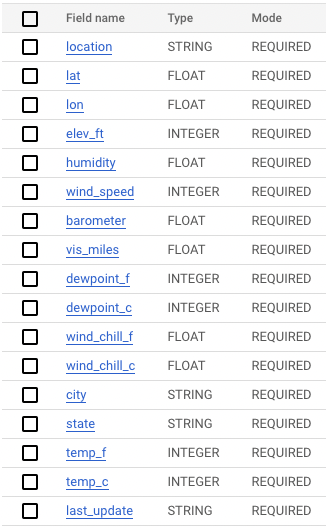 Field name Type Mode
location STRING REQUIRED
lat FLOAT REQUIRED
lon FLOAT REQUIRED
elev_ft INTEGER REQUIRED
humidity FLOAT REQUIRED
wind_speed INTEGER REQUIRED
barometer FLOAT REQUIRED
vis_miles FLOAT REQUIRED
dewpoint_f INTEGER REQUIRED
dewpoint_c INTEGER REQUIRED
wind_chill_f FLOAT REQUIRED
wind_chill_c FLOAT REQUIRED
city STRING REQUIRED
state STRING REQUIRED
temp_f INTEGER REQUIRED
temp_c INTEGER REQUIRED
last_update STRING REQUIRED